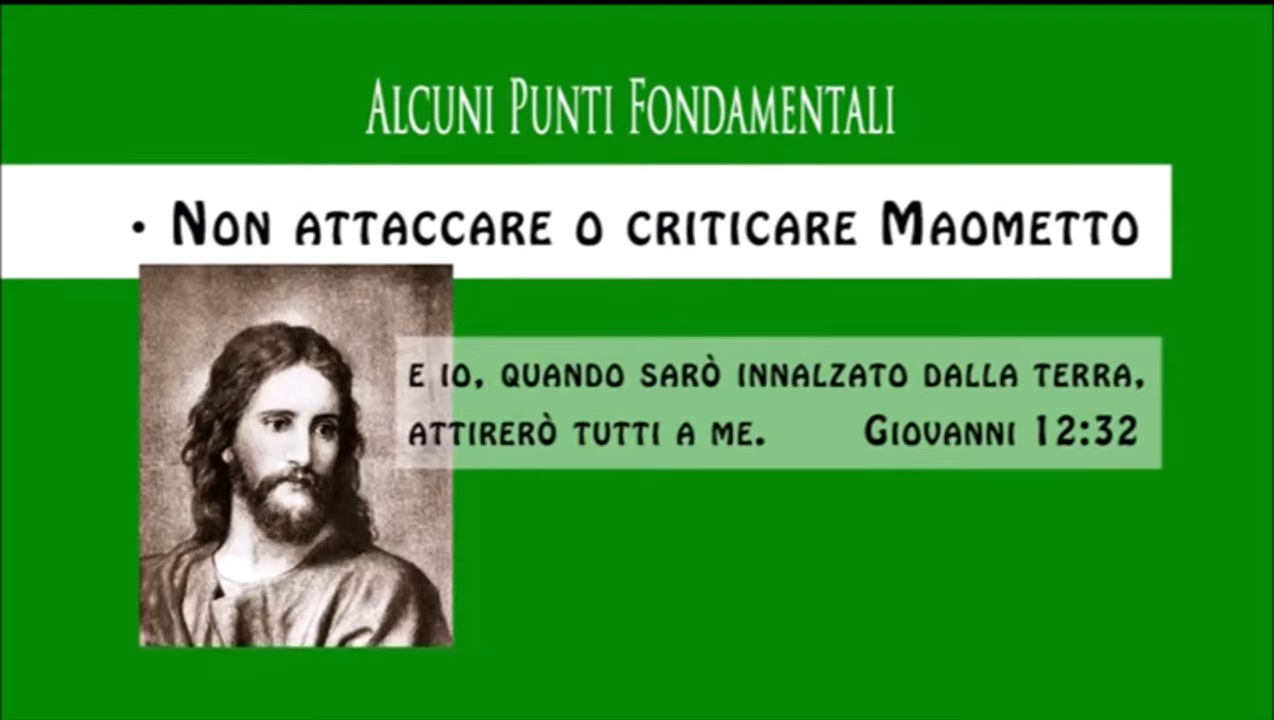 Alcuni Punti Fondamentali
• Non attaccare o criticare Maometto
e io, quando sarò innalzato dalla terra,
attirerò tutti a me. Giovanni 12:32